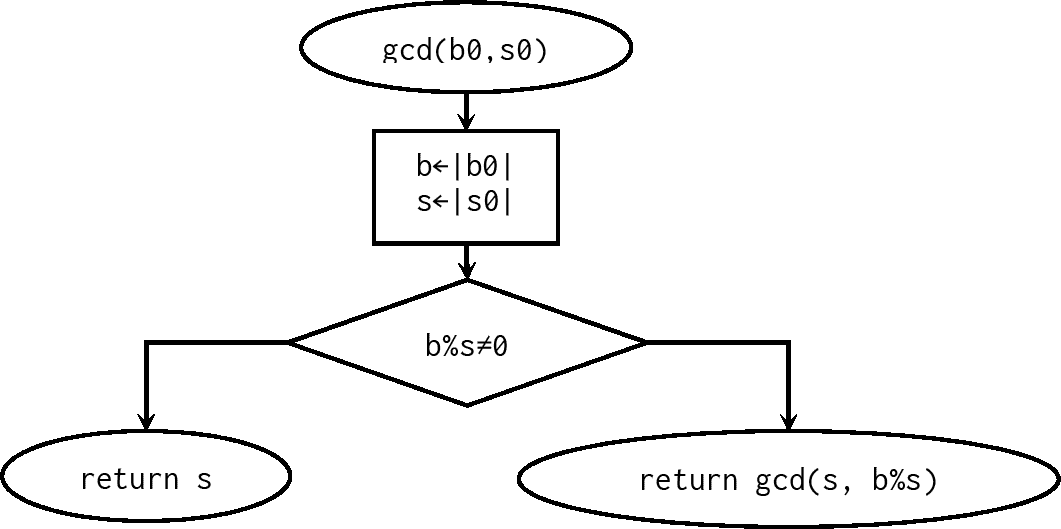 gcd(b0,s0)
b←|b0|
s←|s0|
b%s≠0
return s
return gcd(s, b%s)